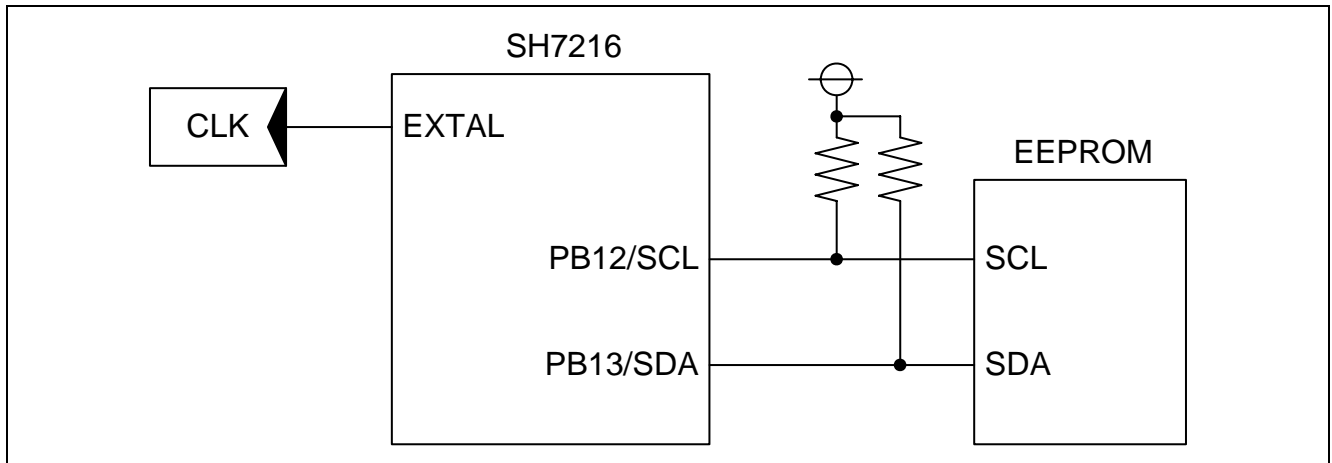 SH7216
CLK
EXTAL
EEPROM
PB12/SCL
SCL
PB13/SDA
SDA